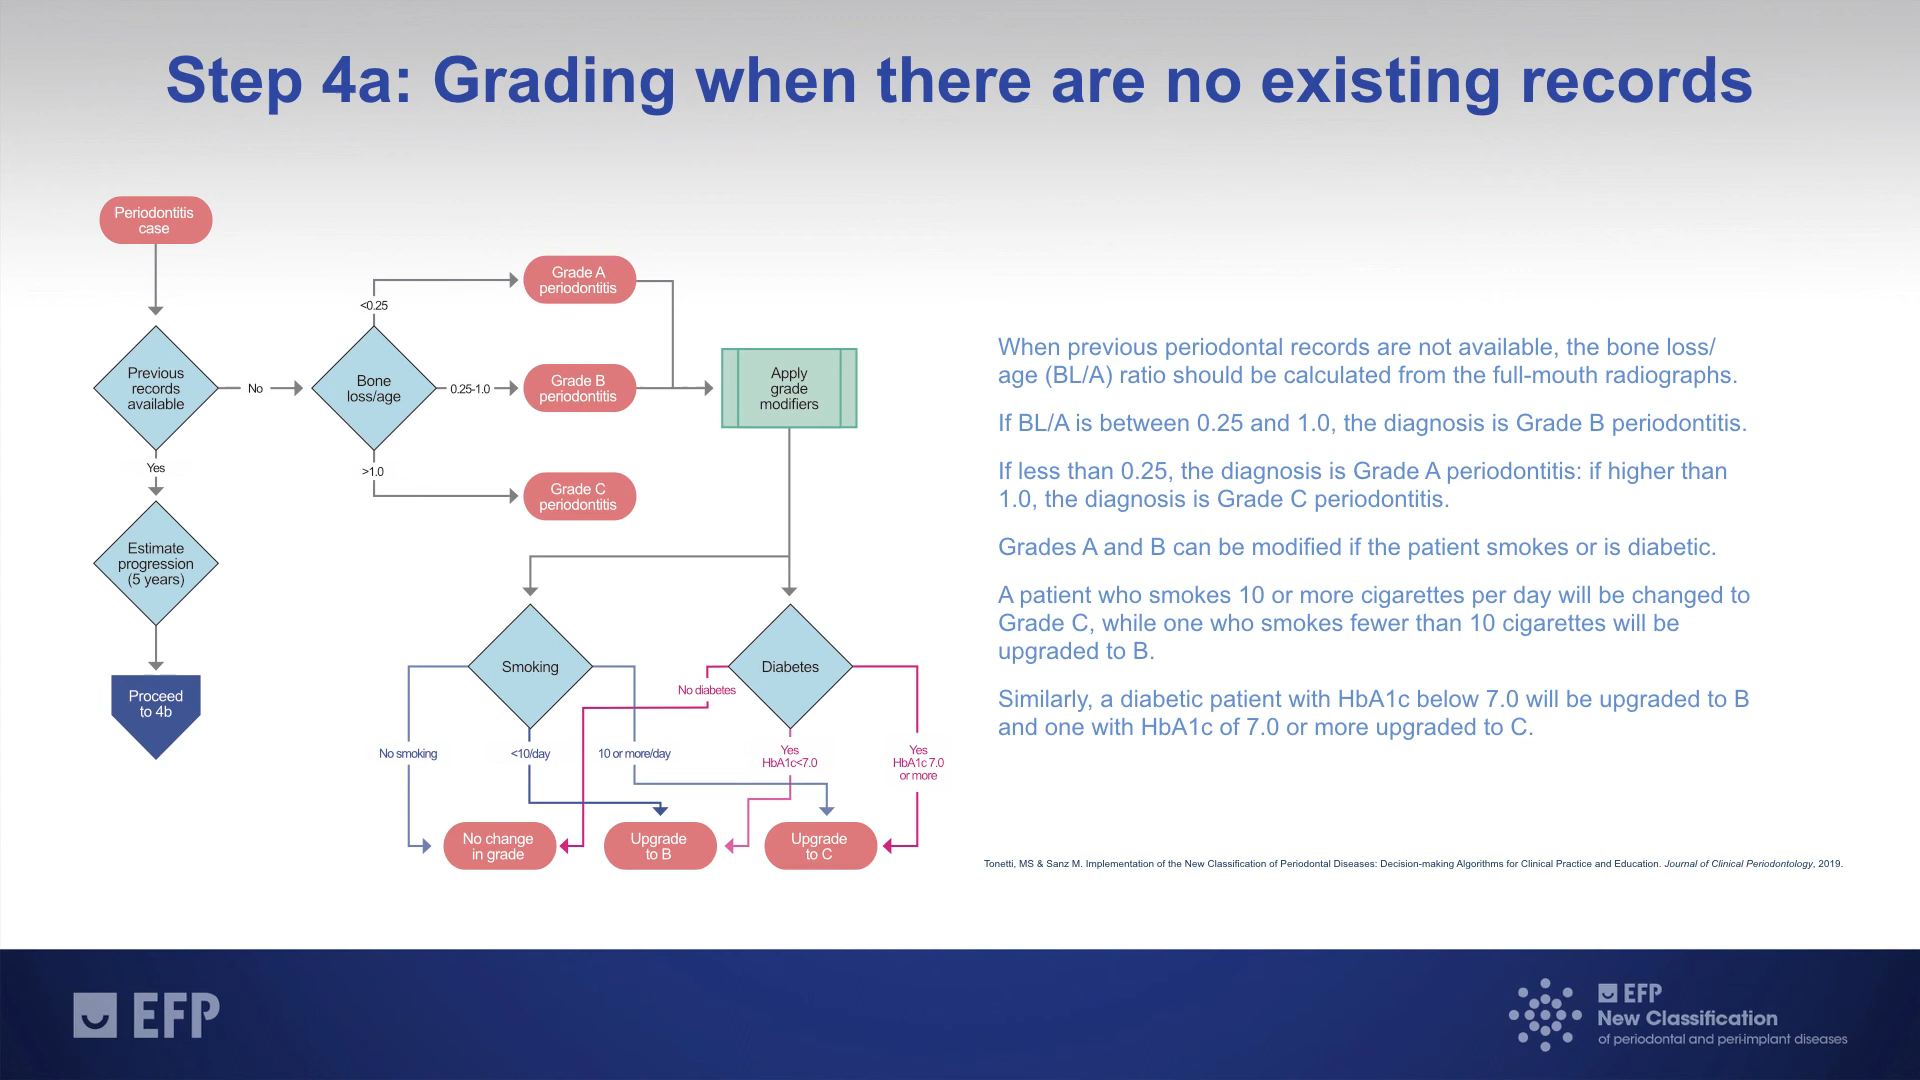 Step 4a: Grading when there are no existing records
Periodontitis
case
Previous
records
available
No
Yes
Estimate
progression
(5 years)
Proceed
to 4b
Bone
loss/age
<0.25
0.25-1.0
>1.0
Grade A
periodontitis
Grade B
periodontitis
Grade C
periodontitis
Apply
grade
modifiers
Smoking
Diabetes
No diabetes
No smoking
<10/day
10 or more/day
Yes
HbA1c<7.0
Yes
HbA1c 7.0
or more
No change
in grade
Upgrade
to B
Upgrade
to C
When previous periodontal records are not available, the bone loss/
age (BL/A) ratio should be calculated from the full-mouth radiographs.
If BL/A is between 0.25 and 1.0, the diagnosis is Grade B periodontitis.
If less than 0.25, the diagnosis is Grade A periodontitis: if higher than
1.0, the diagnosis is Grade C periodontitis.
Grades A and B can be modified if the patient smokes or is diabetic.
A patient who smokes 10 or more cigarettes per day will be changed to
Grade C, while one who smokes fewer than 10 cigarettes will be
upgraded to B.
Similarly, a diabetic patient with HbA1c below 7.0 will be upgraded to B
and one with HbA1c of 7.0 or more upgraded to C.
Tonetti, MS & Sanz M. Implementation of the New Classification of Periodontal Diseases: Decision-making Algorithms for Clinical Practice and Education. Journal of Clinical Periodontology, 2019.
EFP
EFP
New Classification
of periodontal and peri-implant diseases